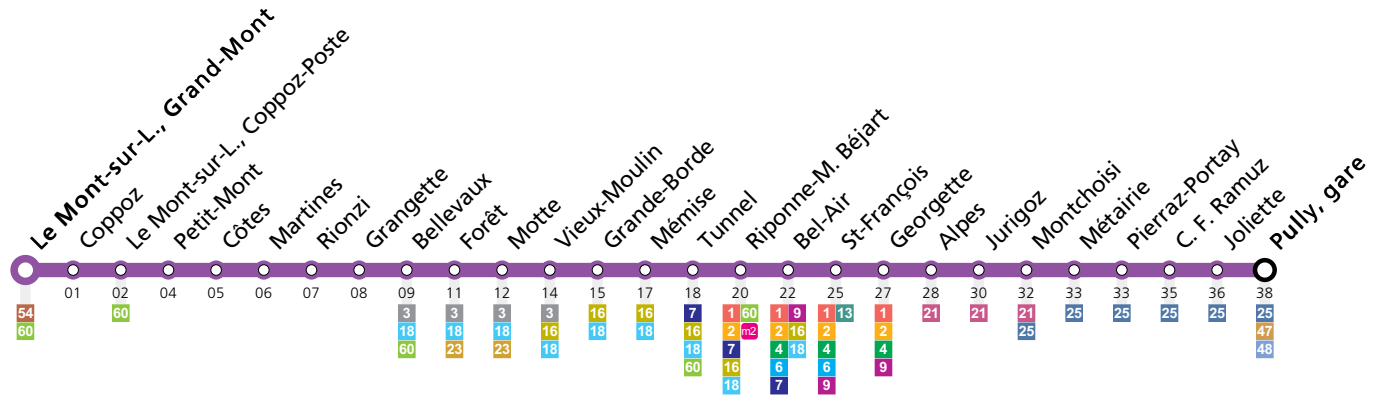 Le Mont-sur-L., Grand-Mont
Coppoz
Le Mont-sur-L., Coppoz-Poste
Petit-Mont
Côtes
Martines
Rionzi
Grangette
Bellevaux
Forêt
Motte
Vieux-Moulin
Grande-Borde
Mémise
Tunnel
Riponne-M. Béjart
Bel-Air
St-François
Georgette
Alpes
Jurigoz
Montchoisi
Métairie
Pierraz-Portay
C. F. Ramuz
Joliette
Pully, gare
01 02 04 05 06 07 08 09 11 12 14 15 17 18 20 22 25 27 28 30 32 33 33 35 36 38
54 60 3 3 3 3 16 16 7 1 60 1 9 1 13 1 21 21 21 25 25 25 25 25
60 18 18 18 16 18 18 16 2 m2 2 16 2 2 25 47
60 23 23 18 18 7 4 18 4 4 48
60 16 6 6 9
18 7 9